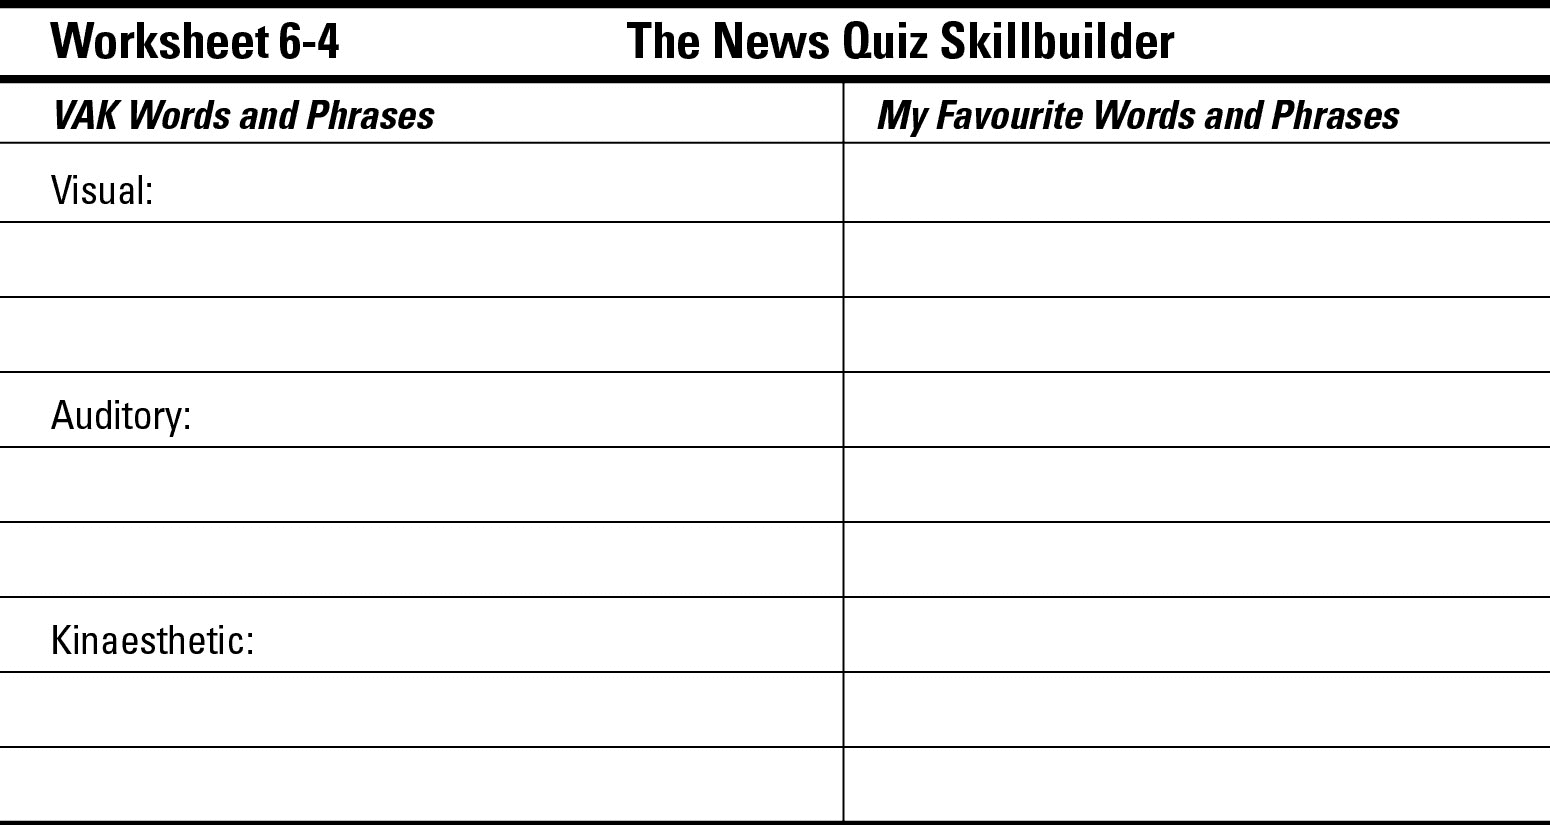 Worksheet 6-4 The News Quiz Skillbuilder
VAK Words and Phrases My Favourite Words and Phrases
Visual:
Auditory:
Kinaesthetic: